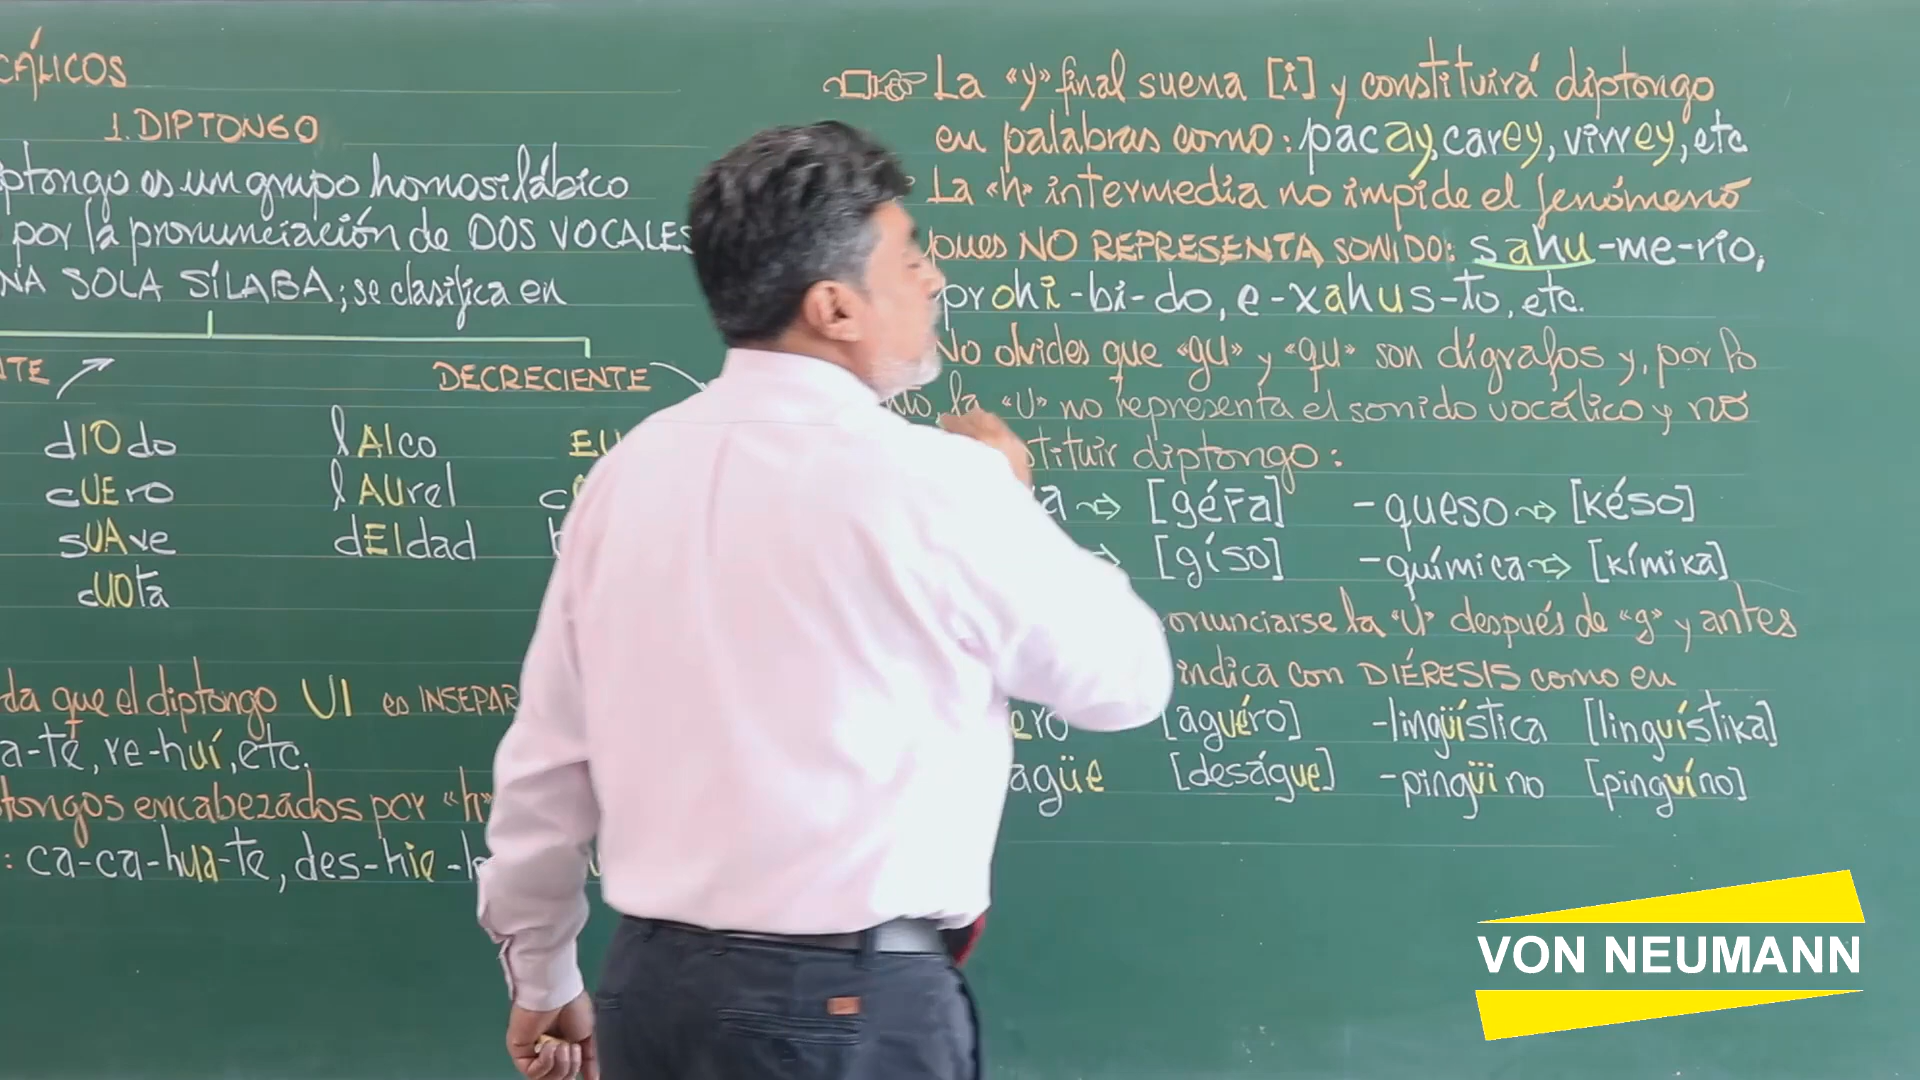 CÁLICOS
1. DIPTONGO
ptongo es un grupo homosilábico
por la pronunciación de DOS VOCALES
NA SOLA SÍLABA; se clasifica en
TE
DECRECIENTE
dIOdo
cUEro
sUAve
cUOta
lAIco
lAUrel
dEIdad
EU
da que el diptongo UI es INSEPAR
a-te, re-huí, etc.
tongos encabezados por «h»
: ca-ca-hua-te, des-hie-
La «y» final suena [i] y constituirá diptongo
en palabras como: pacay, carey, virrey, etc
La «h» intermedia no impide el fenómeno
pues NO REPRESENTA SONIDO: sahu-me-rio,
prohi-bi-do, e-xahus-to, etc.
No olvides que «gu» y «qu» son dígrafos y, por lo
la «U» no representa el sonido vocálico y no
stituir diptongo:
a ⇨ [gér̄a] - queso ⇨ [késo]
[gíso] - química ⇨ [kímika]
onunciarse la «U» después de «g» y antes
indica con DIÉRESIS como en
ero [aguéro] - lingüística [linguístika]
agüe [deságue] - pingüino [pinguíno]
VON NEUMANN